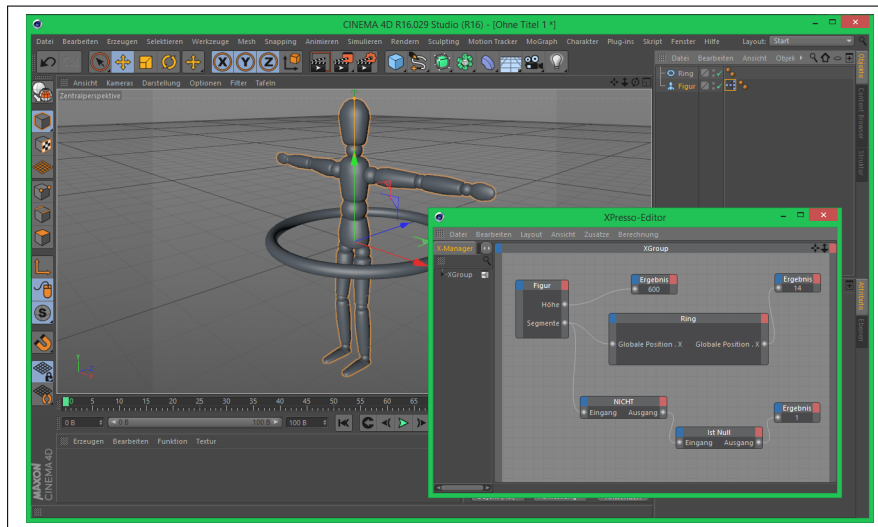 CINEMA 4D R16.029 Studio (R16) - [Ohne Titel 1 *]
Datei Bearbeiten Erzeugen Selektieren Werkzeuge Mesh Snapping Animieren Simulieren Rendern Sculpting Motion Tracker MoGraph Charakter Plug-ins Skript Fenster Hilfe Layout: Start
X Y Z
Datei Bearbeiten Ansicht Objek
Ansicht Kameras Darstellung Optionen Filter Tafeln
Zentralperspektive
Ring
Figur
Objekte
Content Browser
Struktur
Attribute
Ebenen
XPresso-Editor
Datei Bearbeiten Layout Ansicht Zusätze Berechnung
X-Manager
XGroup
XGroup
Figur
Höhe
Segmente
Ergebnis
600
Ergebnis
14
Ring
Globale Position . X Globale Position . X
NICHT
Eingang Ausgang
Ist Null
Eingang Ausgang
Ergebnis
1
S
Y
X
0 5 10 15 20 25 30 35 40 45 50 55 60 65
0 B 0 B 100 B 100 B
Erzeugen Bearbeiten Funktion Textur
MAXON
CINEMA 4D